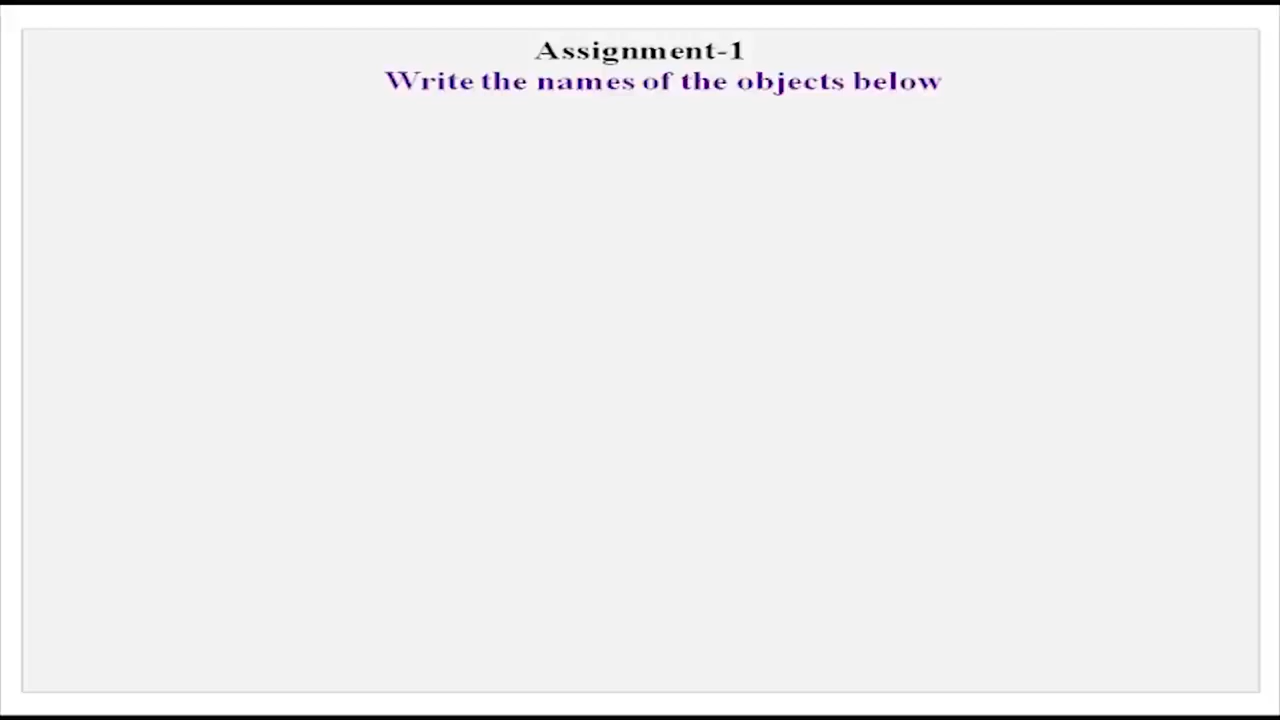 Assignment-1
Write the names of the objects below